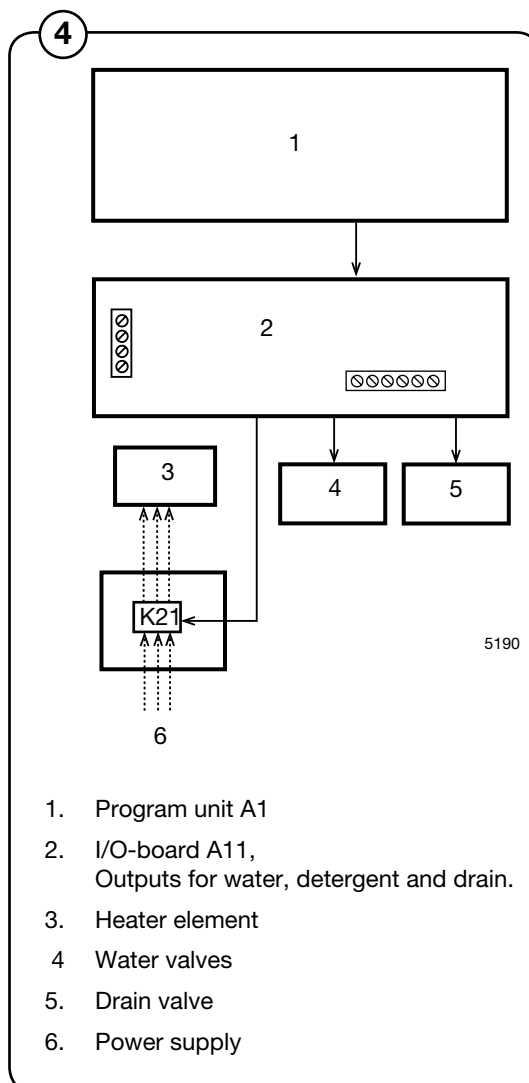 4
1
2
3
4
5
K21
5190
6
1. Program unit A1
2. I/O-board A11,
Outputs for water, detergent and drain.
3. Heater element
4 Water valves
5. Drain valve
6. Power supply